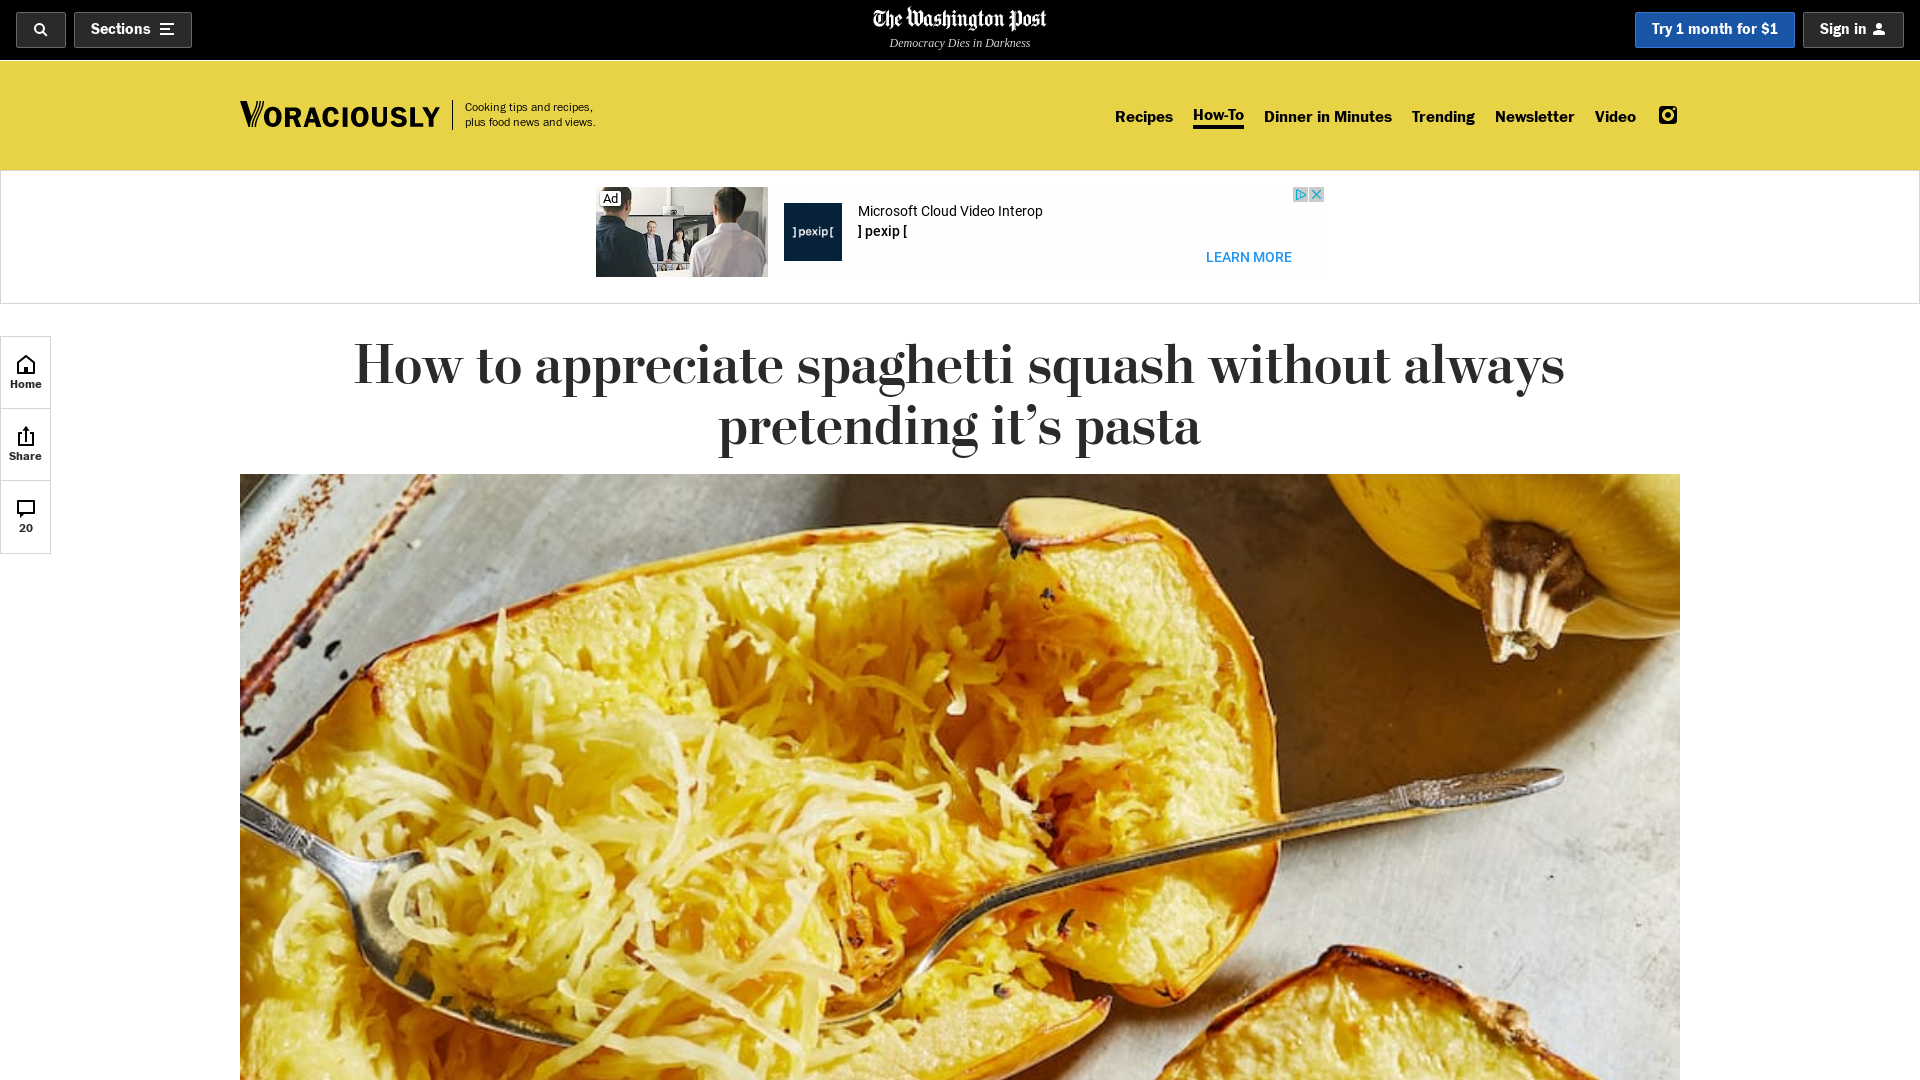 Sections
The Washington Post
Democracy Dies in Darkness
Try 1 month for $1
Sign in
VORACIOUSLY
Cooking tips and recipes,
plus food news and views.
Recipes
How-To
Dinner in Minutes
Trending
Newsletter
Video
Ad
] pexip [
Microsoft Cloud Video Interop
] pexip [
LEARN MORE
Home
Share
20
How to appreciate spaghetti squash without always
pretending it’s pasta